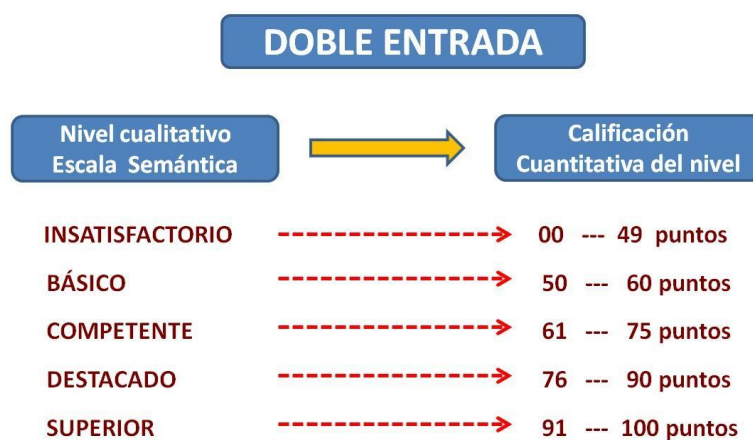 DOBLE ENTRADA
Nivel cualitativo
Escala Semántica
Calificación
Cuantitativa del nivel
INSATISFACTORIO 00 --- 49 puntos
BÁSICO 50 --- 60 puntos
COMPETENTE 61 --- 75 puntos
DESTACADO 76 --- 90 puntos
SUPERIOR 91 --- 100 puntos